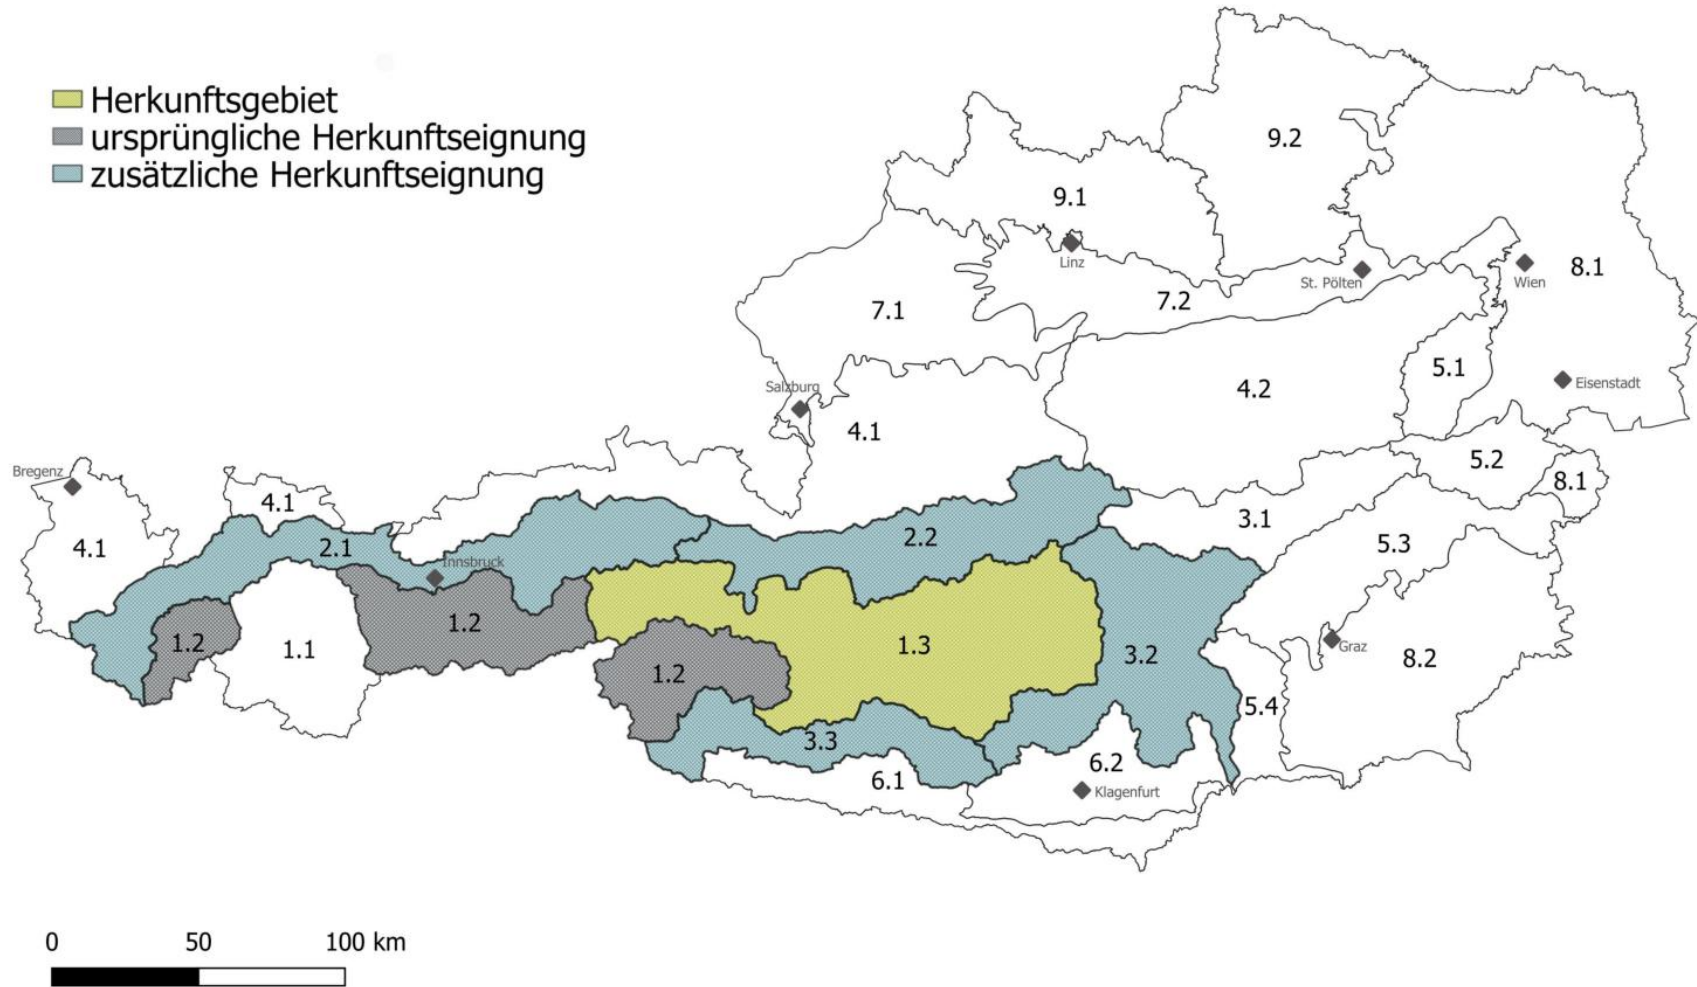 Herkunftsgebiet
ursprüngliche Herkunftseignung
zusätzliche Herkunftseignung
9.2
9.1
Linz
St. Pölten
Wien
8.1
7.2
7.1
5.1
Eisenstadt
Salzburg
4.2
4.1
5.2
Bregenz
8.1
4.1
3.1
4.1
2.1
2.2
5.3
Innsbruck
1.2
1.2
1.1
1.3
Graz
3.2
8.2
1.2
5.4
3.3
6.2
6.1
Klagenfurt
0 50 100 km